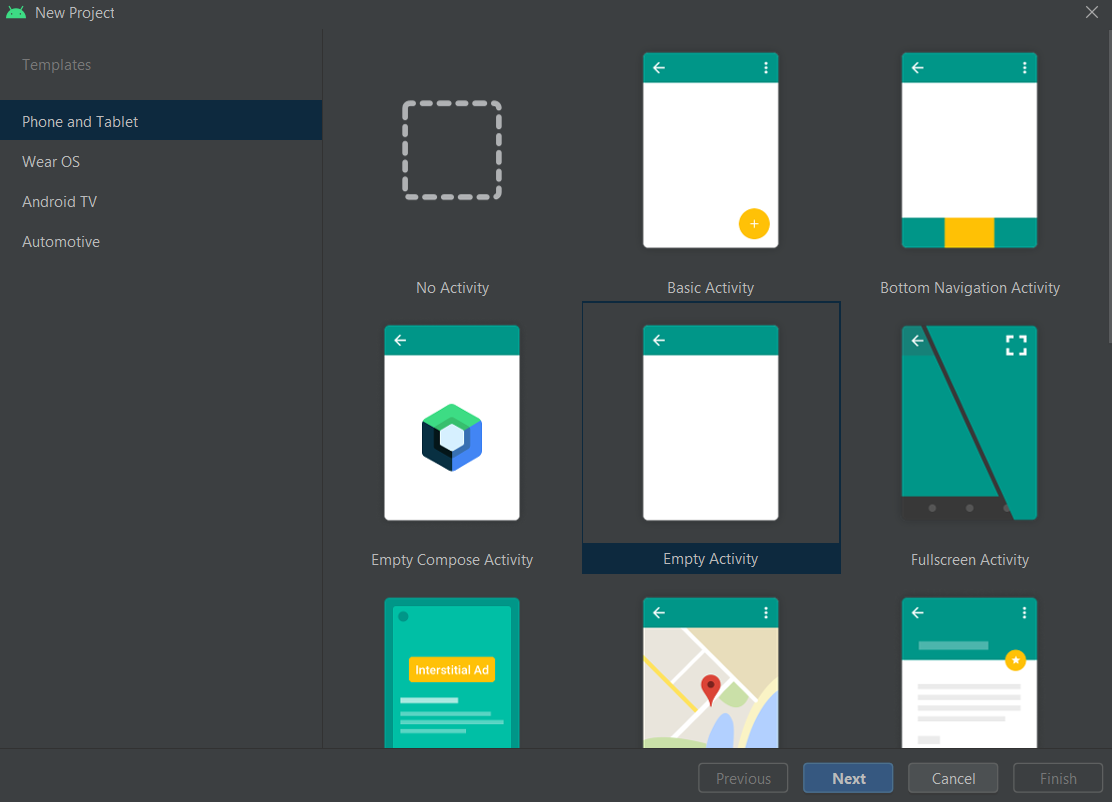 New Project
Templates
Phone and Tablet
Wear OS
Android TV
Automotive
No Activity
Basic Activity
Bottom Navigation Activity
Empty Compose Activity
Empty Activity
Fullscreen Activity
Interstitial Ad
Previous
Next
Cancel
Finish